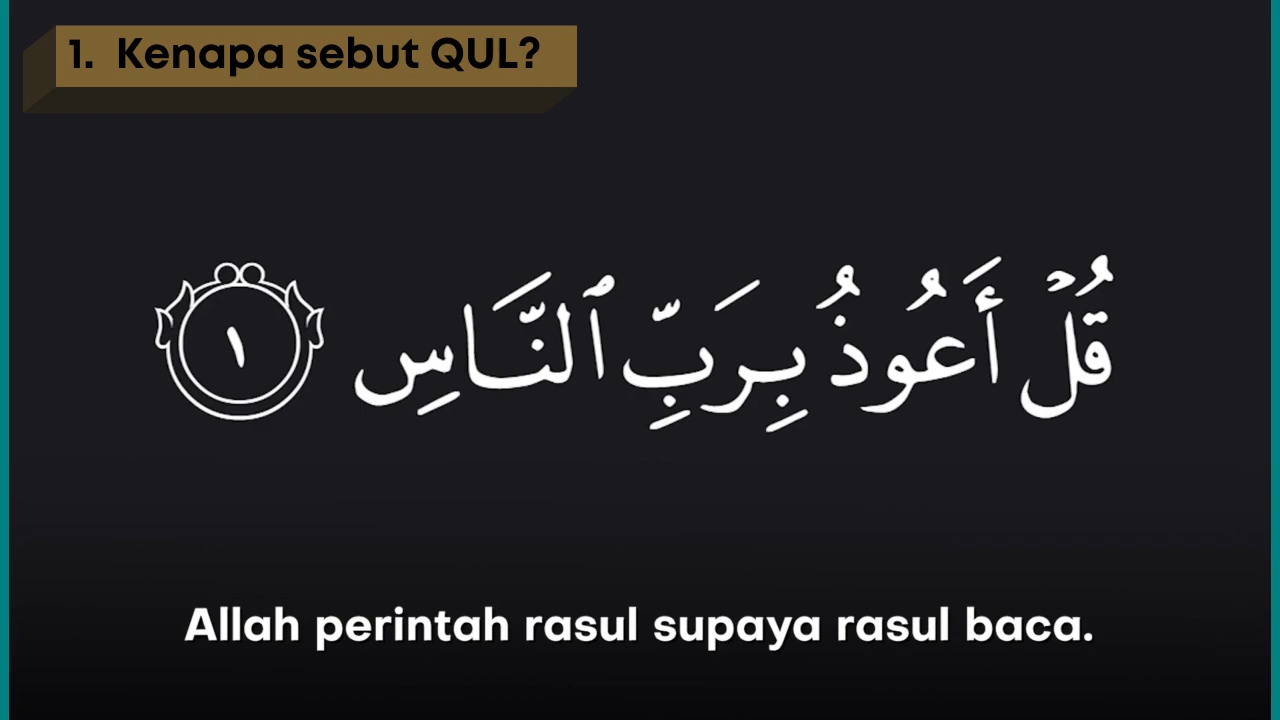 1. Kenapa sebut QUL?
قُلۡ أَعُوذُ بِرَبِّ ٱلنَّاسِ ١
Allah perintah rasul supaya rasul baca.